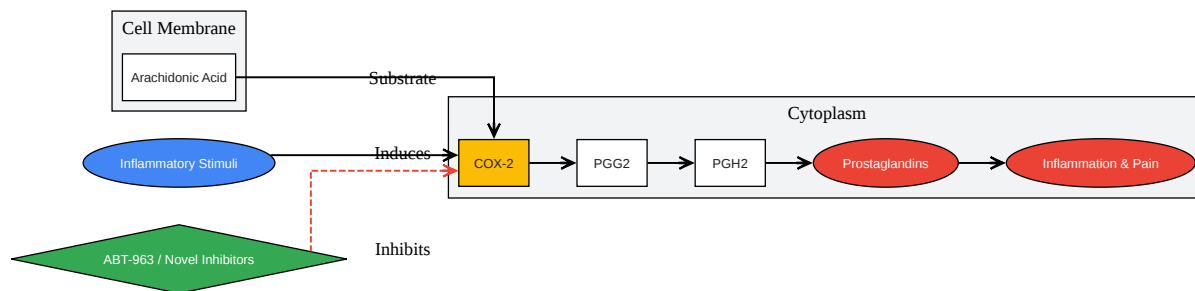 Cell Membrane
Arachidonic Acid
Substrate
Cytoplasm
Inflammatory Stimuli
Induces
COX-2
PGG2
PGH2
Prostaglandins
Inflammation & Pain
ABT-963 / Novel Inhibitors
Inhibits